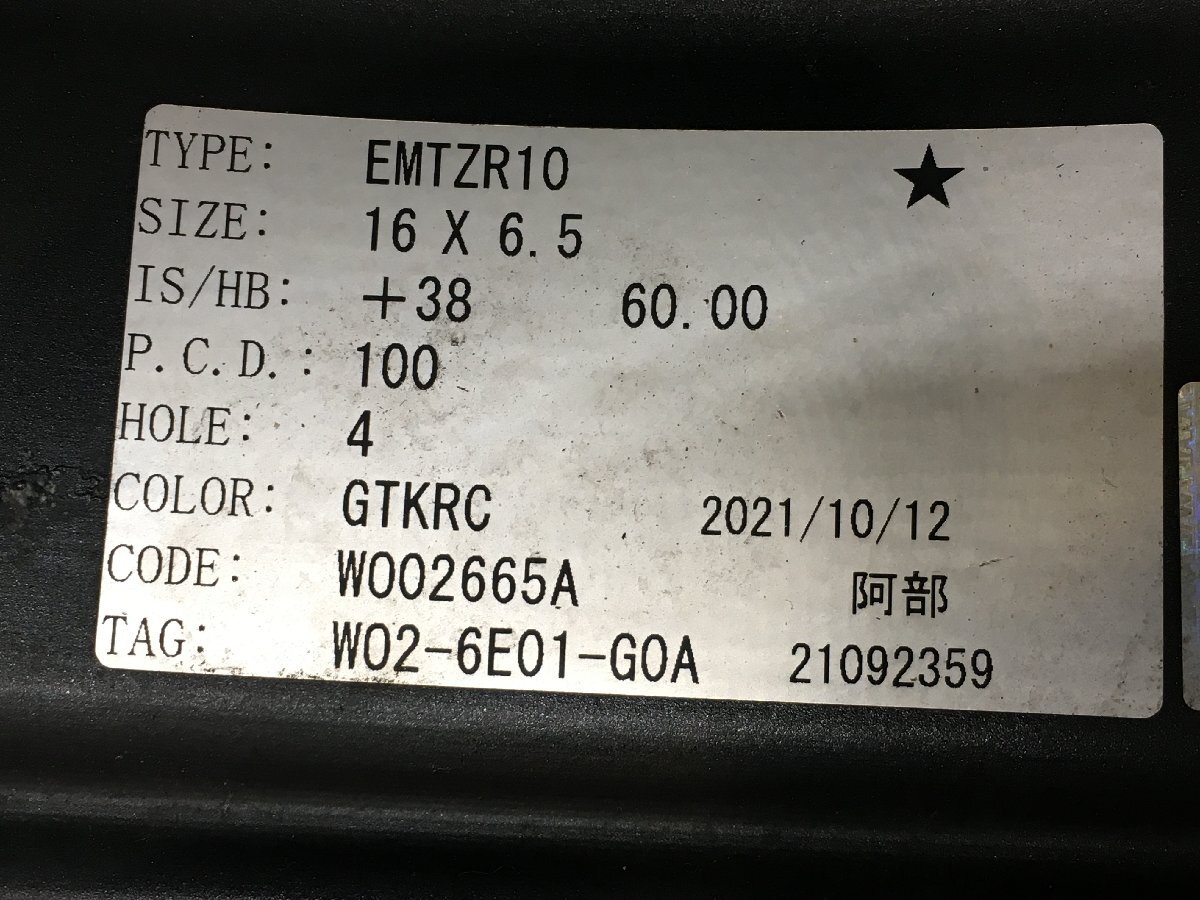 TYPE: EMTZR10 ★
SIZE: 16 X 6.5
IS/HB: +38 60.00
P.C.D.: 100
HOLE: 4
COLOR: GTKRC 2021/10/12
CODE: W002665A 阿部
TAG: W02-6E01-G0A 21092359